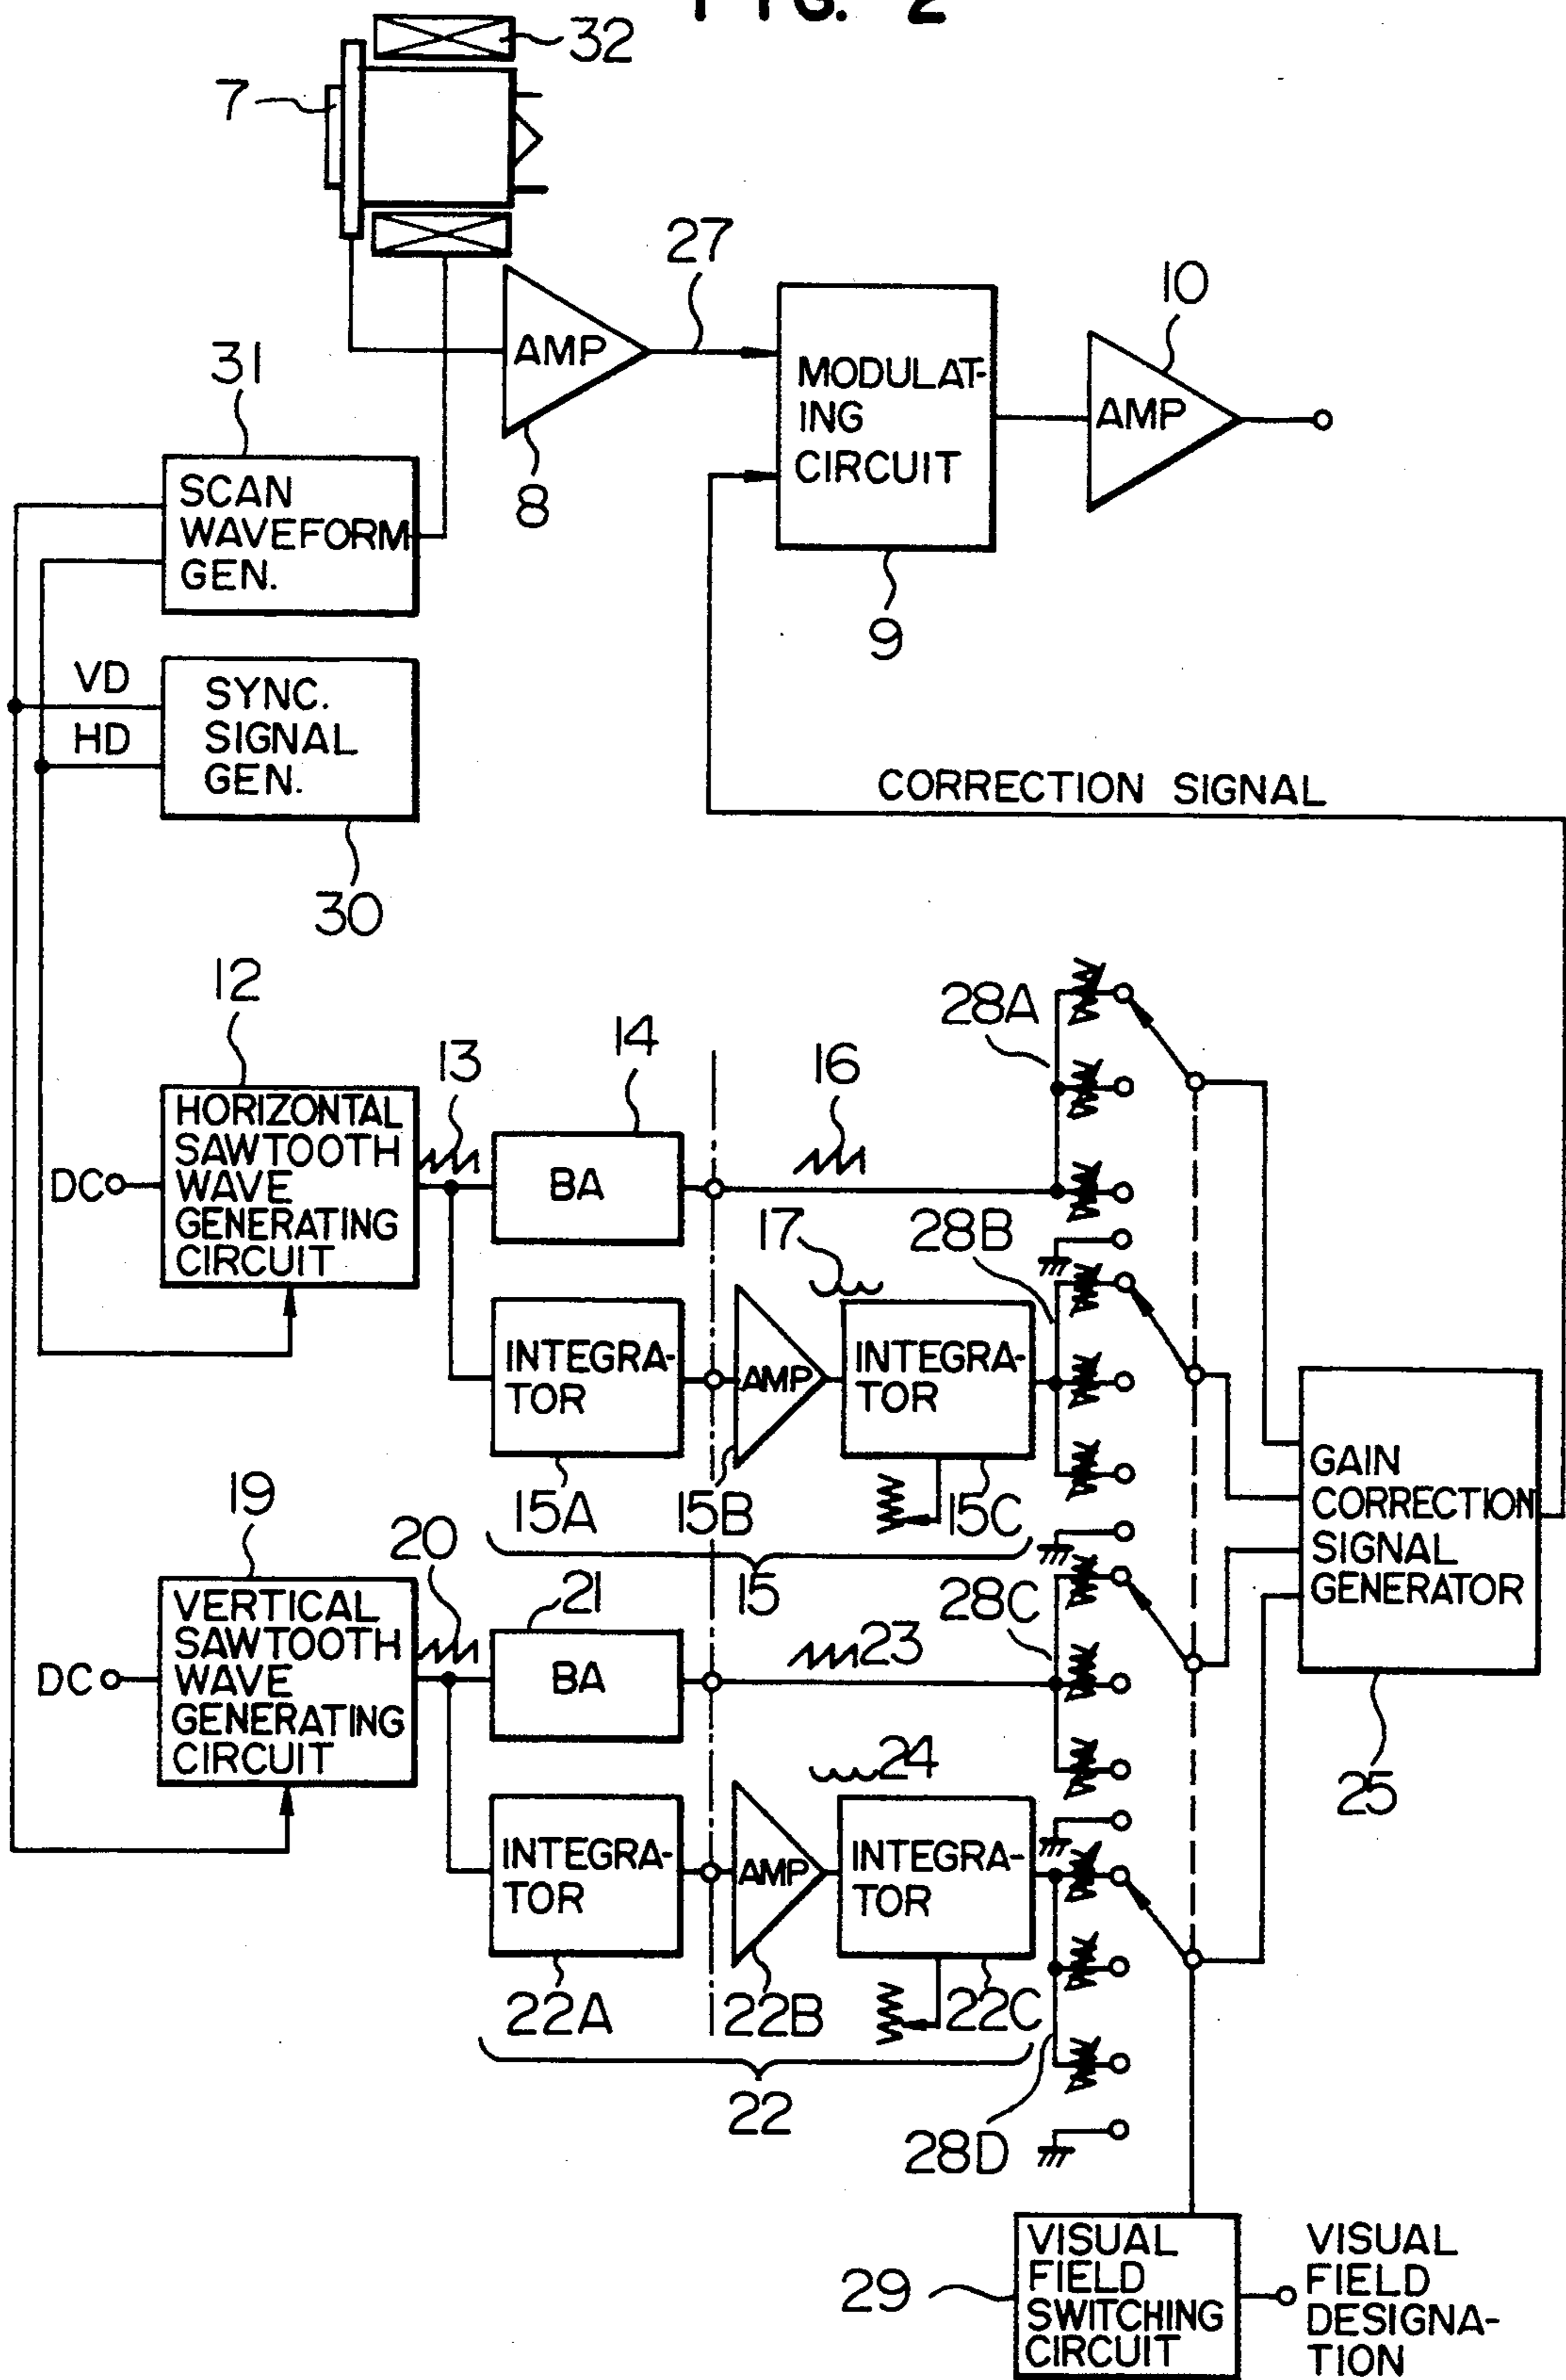 FIG. 2
32
7
27
10
AMP
8
MODULAT-
ING
CIRCUIT
9
AMP
31
SCAN
WAVEFORM
GEN.
VD
HD
SYNC.
SIGNAL
GEN.
30
CORRECTION SIGNAL
12
13
14
16
28A
DC
HORIZONTAL
SAWTOOTH
WAVE
GENERATING
CIRCUIT
BA
17
28B
INTEGRA-
TOR
AMP
INTEGRA-
TOR
15A
15B
15C
15
GAIN
CORRECTION
SIGNAL
GENERATOR
25
19
20
21
23
28C
DC
VERTICAL
SAWTOOTH
WAVE
GENERATING
CIRCUIT
BA
24
INTEGRA-
TOR
AMP
INTEGRA-
TOR
22A
22B
22C
22
28D
29
VISUAL
FIELD
SWITCHING
CIRCUIT
VISUAL
FIELD
DESIGNA-
TION